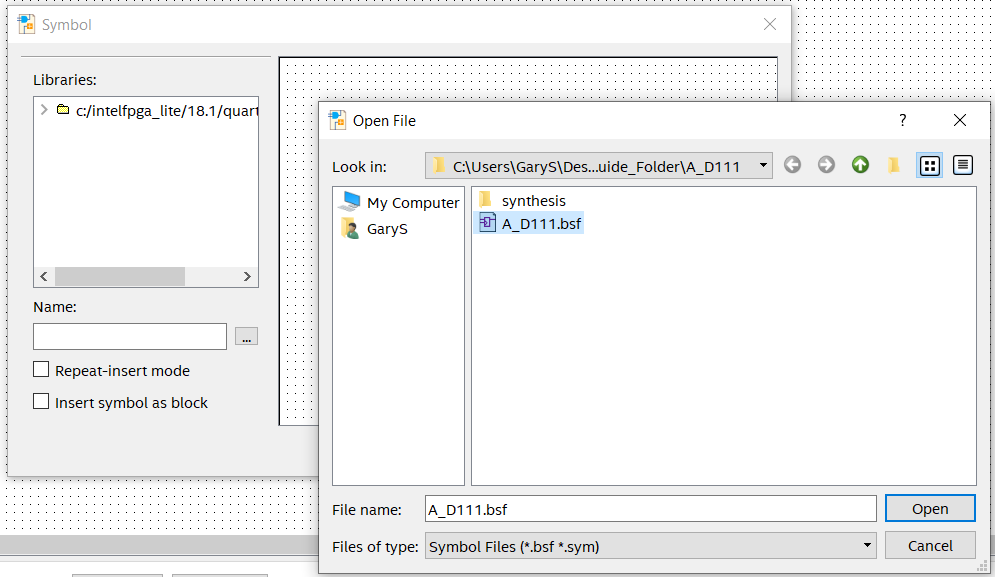 Symbol
Libraries:
c:/intelfpga_lite/18.1/quart
Name:
...
Repeat-insert mode
Insert symbol as block
Open File
?
Look in:
C:\Users\GaryS\Des...uide_Folder\A_D111
My Computer
GaryS
synthesis
A_D111.bsf
File name:
A_D111.bsf
Open
Files of type:
Symbol Files (*.bsf *.sym)
Cancel